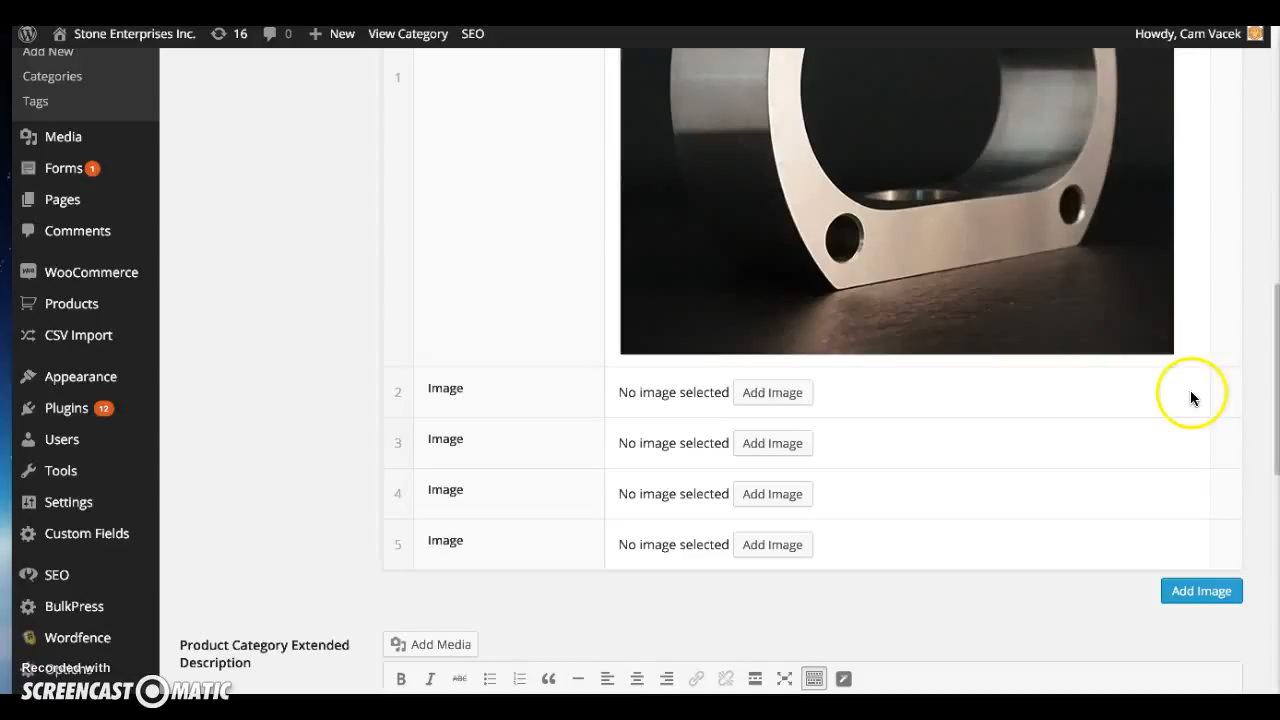 Stone Enterprises Inc. 16 0 New View Category SEO Howdy, Cam Vacek
Add New
Categories
Tags
Media
Forms 1
Pages
Comments
WooCommerce
Products
CSV Import
Appearance
Plugins 12
Users
Tools
Settings
Custom Fields
SEO
BulkPress
Wordfence
Options
1
2 Image No image selected Add Image
3 Image No image selected Add Image
4 Image No image selected Add Image
5 Image No image selected Add Image
Add Image
Product Category Extended
Description
Add Media
B I ABC
Recorded with
SCREENCAST-O-MATIC